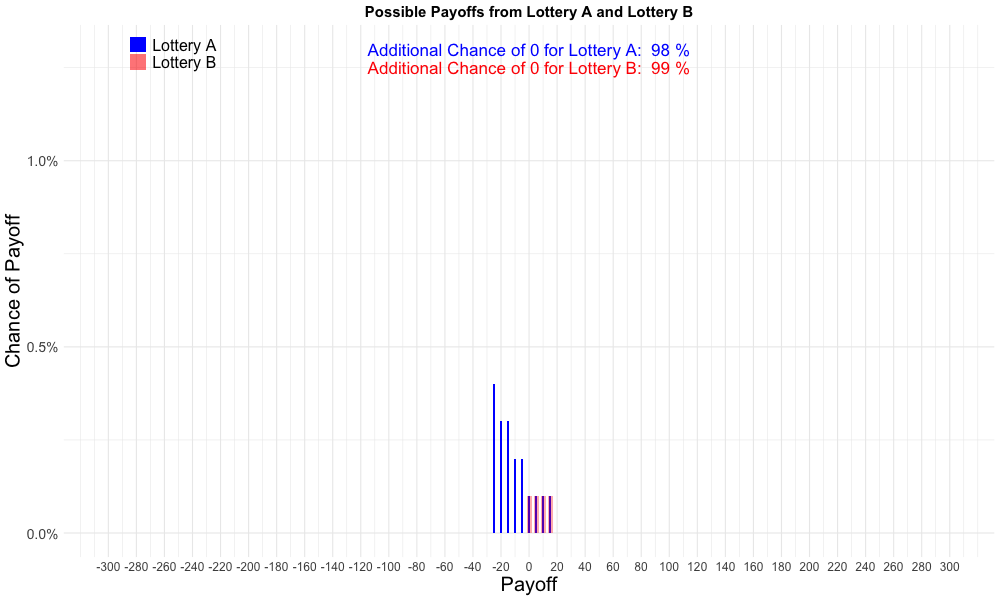 Possible Payoffs from Lottery A and Lottery B
Lottery A
Lottery B
Additional Chance of 0 for Lottery A:  98 %
Additional Chance of 0 for Lottery B:  99 %
Chance of Payoff
1.0%
0.5%
0.0%
-300 -280 -260 -240 -220 -200 -180 -160 -140 -120 -100 -80 -60 -40 -20 0 20 40 60 80 100 120 140 160 180 200 220 240 260 280 300
Payoff